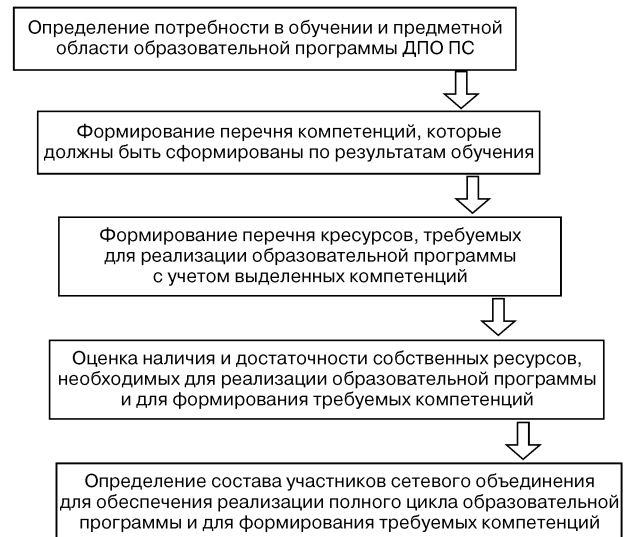 Определение потребности в обучении и предметной
области образовательной программы ДПО ПС
Формирование перечня компетенций, которые
должны быть сформированы по результатам обучения
Формирование перечня кресурсов, требуемых
для реализации образовательной программы
с учетом выделенных компетенций
Оценка наличия и достаточности собственных ресурсов,
необходимых для реализации образовательной программы
и для формирования требуемых компетенций
Определение состава участников сетевого объединения
для обеспечения реализации полного цикла образовательной
программы и для формирования требуемых компетенций